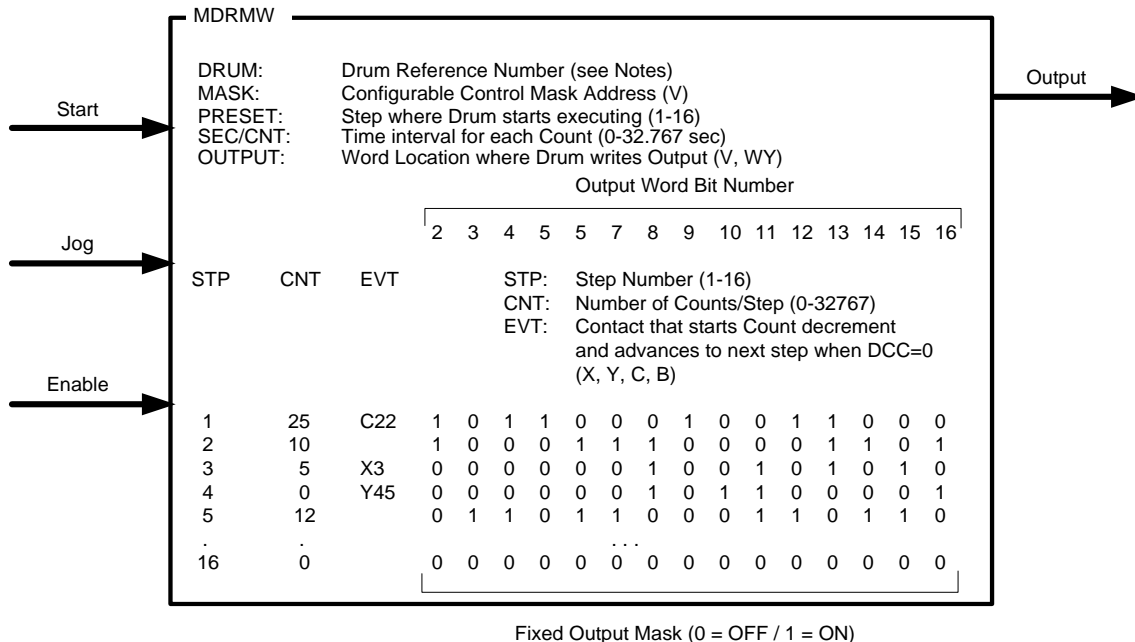 MDRMW
DRUM: Drum Reference Number (see Notes)
MASK: Configurable Control Mask Address (V)
PRESET: Step where Drum starts executing (1-16)
SEC/CNT: Time interval for each Count (0-32.767 sec)
OUTPUT: Word Location where Drum writes Output (V, WY)
Start
Output
Output Word Bit Number
2 3 4 5 5 7 8 9 10 11 12 13 14 15 16
Jog
STP CNT EVT STP: Step Number (1-16)
CNT: Number of Counts/Step (0-32767)
EVT: Contact that starts Count decrement
and advances to next step when DCC=0
(X, Y, C, B)
Enable
1 25 C22 1 0 1 1 0 0 0 1 0 0 1 1 0 0 0
2 10 1 0 0 0 1 1 1 0 0 0 0 1 1 0 1
3 5 X3 0 0 0 0 0 0 1 0 0 1 0 1 0 1 0
4 0 Y45 0 0 0 0 0 0 1 0 1 1 0 0 0 0 1
5 12 0 1 1 0 1 1 0 0 0 1 1 0 1 1 0
. . . . .
16 0 0 0 0 0 0 0 0 0 0 0 0 0 0 0 0
Fixed Output Mask (0 = OFF / 1 = ON)